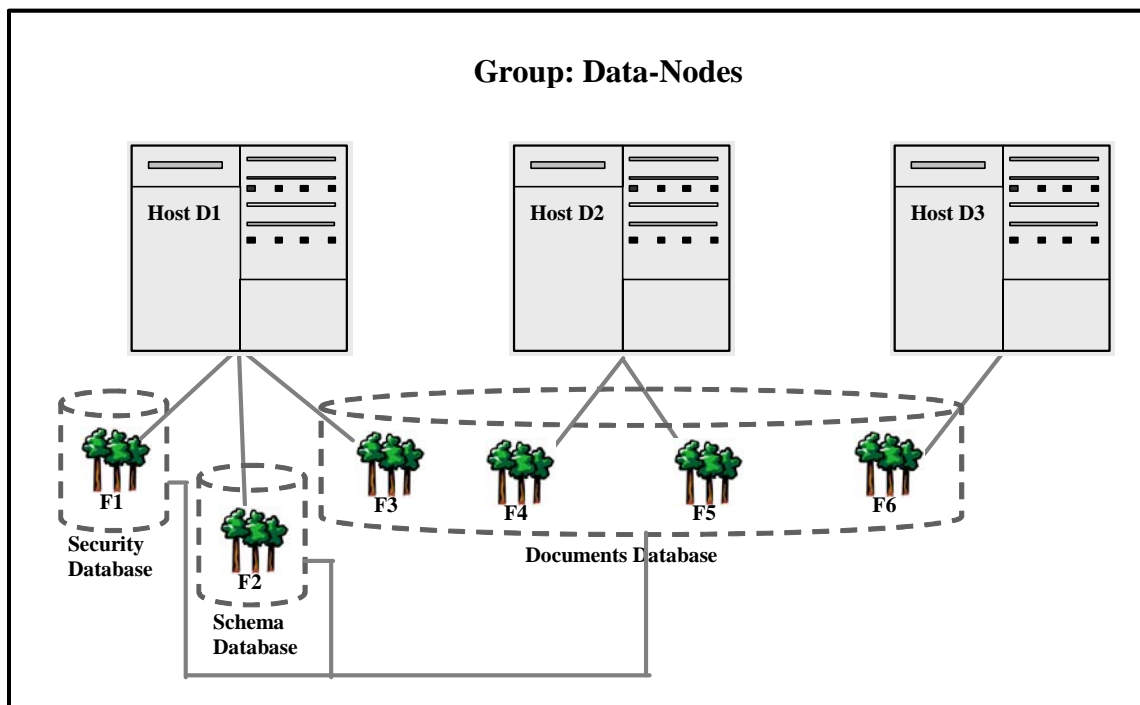 Group: Data-Nodes
Host D1
Host D2
Host D3
F1
F2
F3
F4
F5
F6
Security
Database
Schema
Database
Documents Database